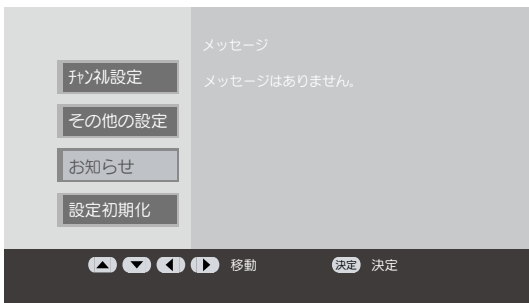 ﾁｬﾝﾈﾙ設定
その他の設定
お知らせ
設定初期化
メッセージ
メッセージはありません。
移動
決定 決定